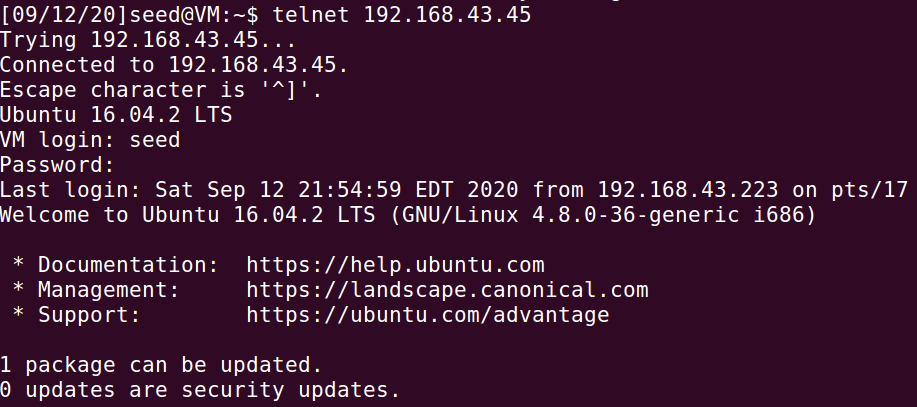 [09/12/20]seed@VM:~$ telnet 192.168.43.45
Trying 192.168.43.45...
Connected to 192.168.43.45.
Escape character is '^]'.
Ubuntu 16.04.2 LTS
VM login: seed
Password:
Last login: Sat Sep 12 21:54:59 EDT 2020 from 192.168.43.223 on pts/17
Welcome to Ubuntu 16.04.2 LTS (GNU/Linux 4.8.0-36-generic i686)
* Documentation:  https://help.ubuntu.com
* Management:     https://landscape.canonical.com
* Support:        https://ubuntu.com/advantage
1 package can be updated.
0 updates are security updates.